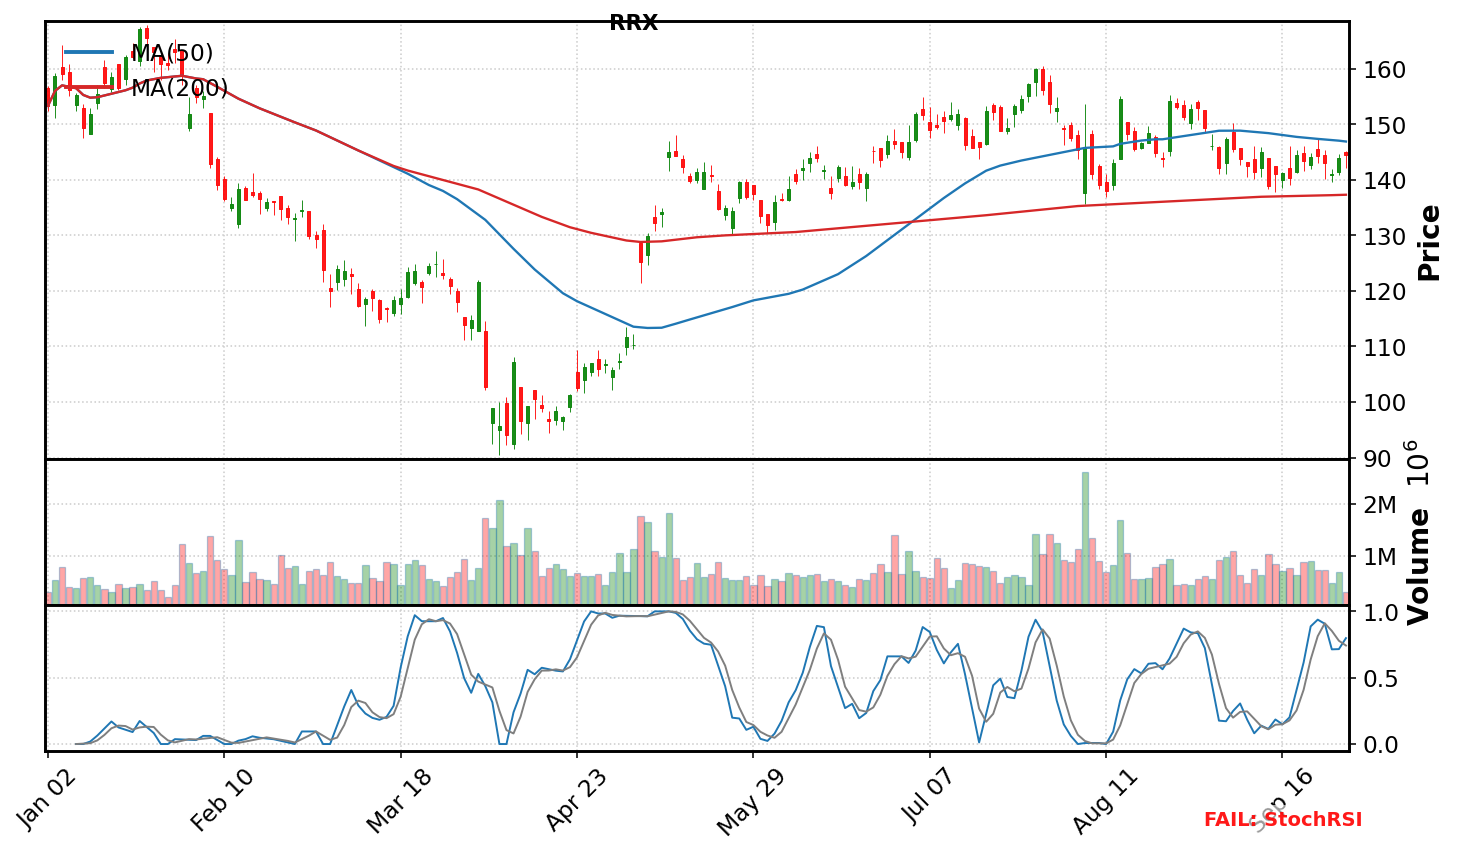 RRX
MA(50)
MA(200)
160
150
140
130
120
110
100
90
Price
2M
1M
Volume 10⁶
1.0
0.5
0.0
Jan 02
Feb 10
Mar 18
Apr 23
May 29
Jul 07
Aug 11
Sep 16
FAIL: StochRSI